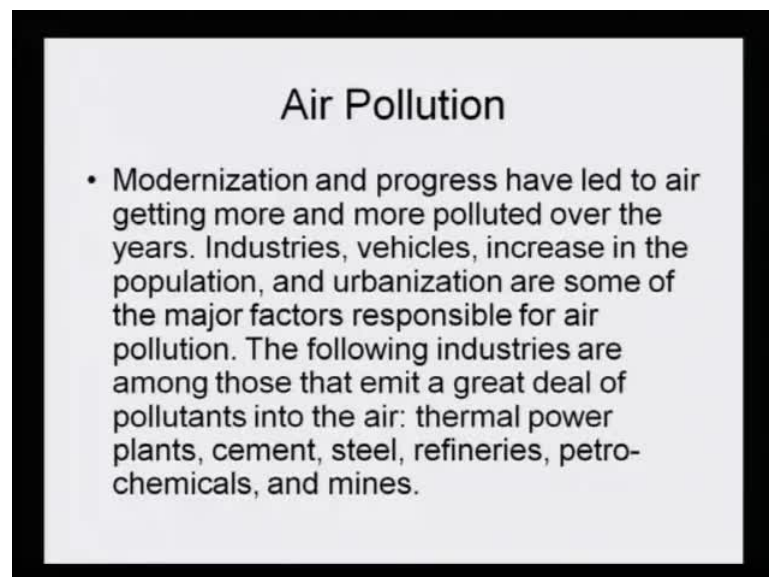 Air Pollution
• Modernization and progress have led to air
getting more and more polluted over the
years. Industries, vehicles, increase in the
population, and urbanization are some of
the major factors responsible for air
pollution. The following industries are
among those that emit a great deal of
pollutants into the air: thermal power
plants, cement, steel, refineries, petro-
chemicals, and mines.